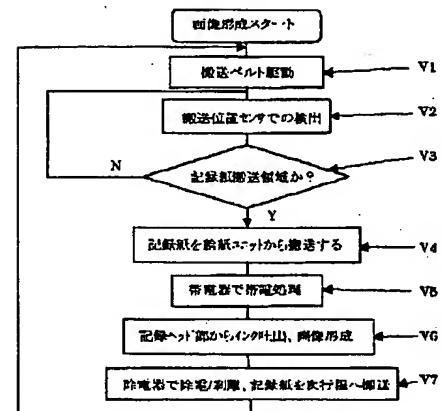 画像形成スタート
搬送ベルト駆動
V1
搬送位置センサでの検出
V2
記録紙搬送領域か?
V3
N
Y
記録紙を給紙ユニットから搬送する
V4
帯電器で帯電処理
V5
記録ヘッド部からインク吐出、画像形成
V6
除電器で除電/剥離、記録紙を次行程へ搬送
V7